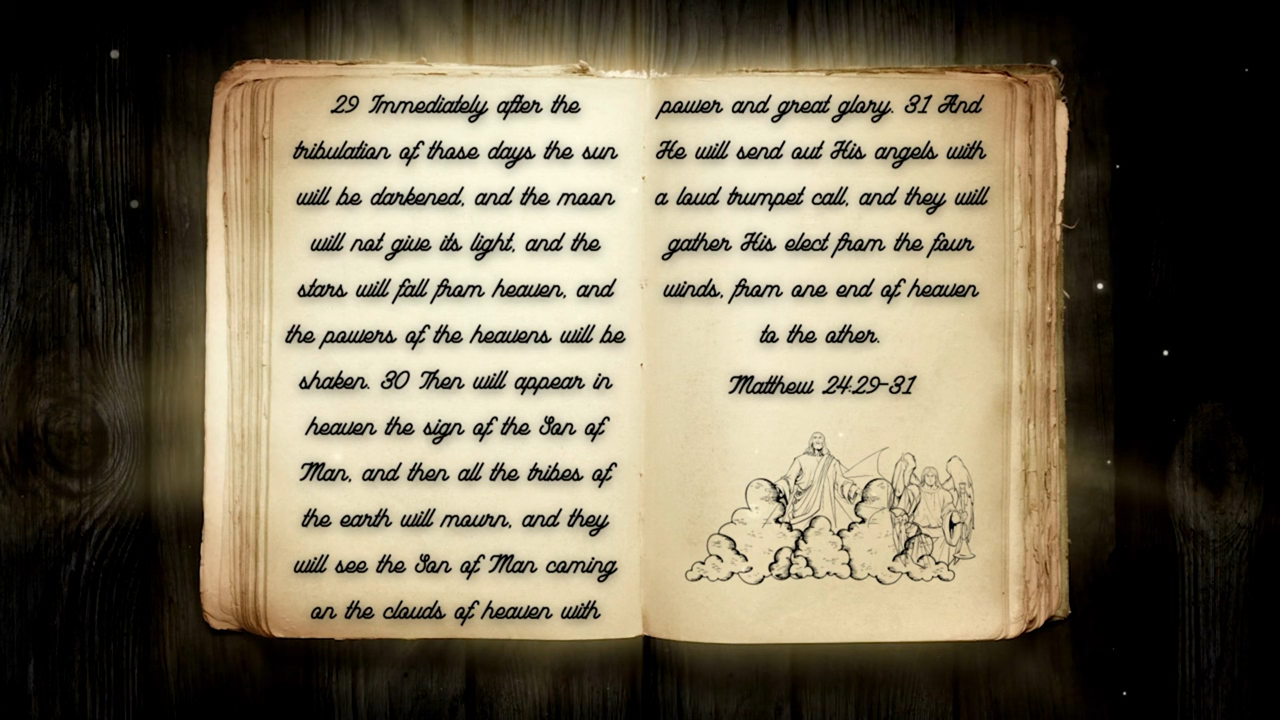 29 Immediately after the
tribulation of those days the sun
will be darkened, and the moon
will not give its light, and the
stars will fall from heaven, and
the powers of the heavens will be
shaken. 30 Then will appear in
heaven the sign of the Son of
Man, and then all the tribes of
the earth will mourn, and they
will see the Son of Man coming
on the clouds of heaven with
power and great glory. 31 And
He will send out His angels with
a loud trumpet call, and they will
gather His elect from the four
winds, from one end of heaven
to the other.
Matthew 24:29-31